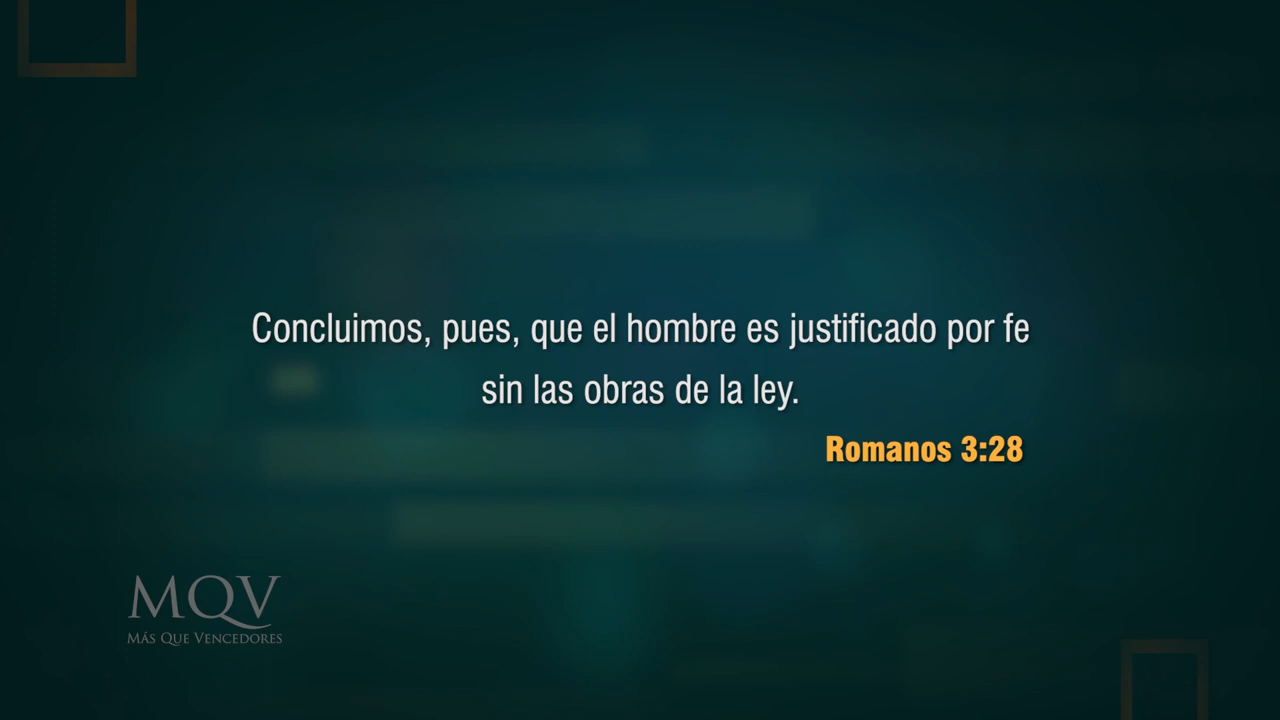 Concluimos, pues, que el hombre es justificado por fe
sin las obras de la ley.
Romanos 3:28
MQV
MÁS QUE VENCEDORES